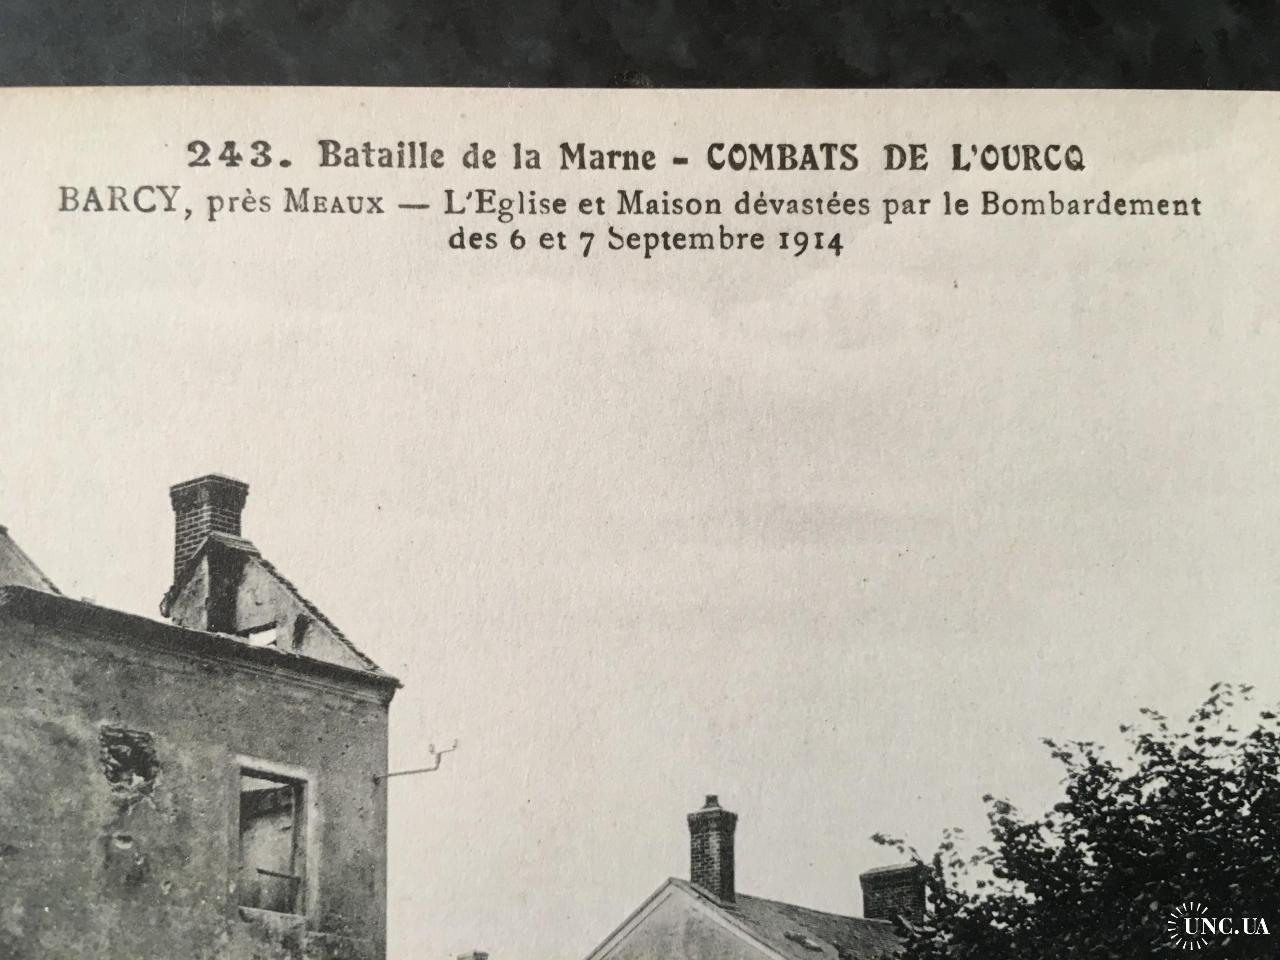 243. Bataille de la Marne - COMBATS DE L'OURCQ
BARCY, près MEAUX — L'Eglise et Maison dévastées par le Bombardement
des 6 et 7 Septembre 1914
UNC.UA